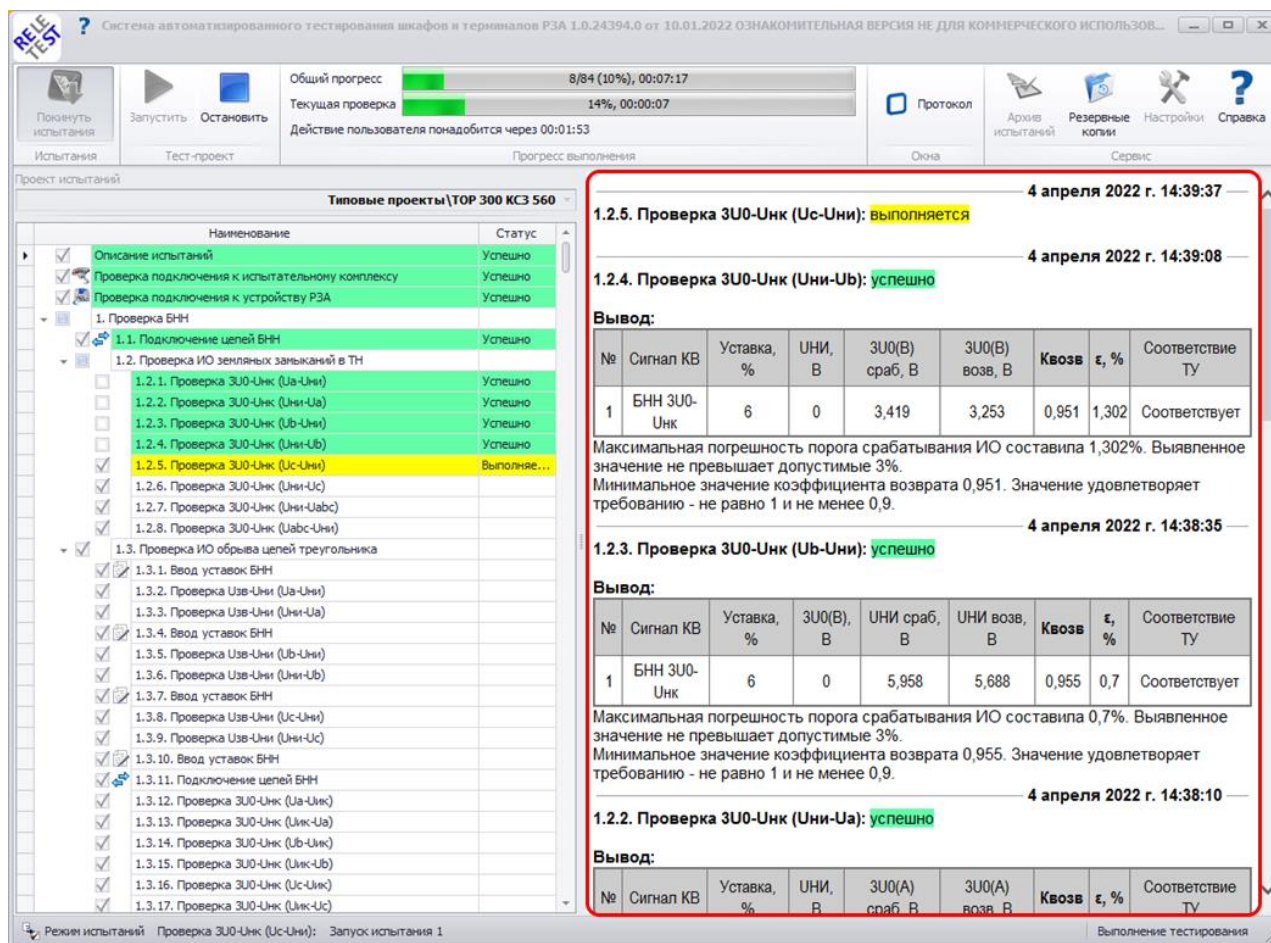 RELE TEST
? Система автоматизированного тестирования шкафов и терминалов РЗА 1.0.24394.0 от 10.01.2022 ОЗНАКОМИТЕЛЬНАЯ ВЕРСИЯ НЕ ДЛЯ КОММЕРЧЕСКОГО ИСПОЛЬЗОВ...
Покинуть испытания
Запустить
Остановить
Общий прогресс 8/84 (10%), 00:07:17
Текущая проверка 14%, 00:00:07
Действие пользователя понадобится через 00:01:53
Протокол
Архив испытаний
Резервные копии
Настройки
Справка
Испытания
Тест-проект
Прогресс выполнения
Окна
Сервис
Проект испытаний
Типовые проекты\ТОР 300 КСЗ 560
Наименование Статус
Описание испытаний Успешно
Проверка подключения к испытательному комплексу Успешно
Проверка подключения к устройству РЗА Успешно
1. Проверка БНН
1.1. Подключение цепей БНН Успешно
1.2. Проверка ИО земляных замыканий в ТН
1.2.1. Проверка 3U0-Uнк (Uа-Uни) Успешно
1.2.2. Проверка 3U0-Uнк (Uни-Uа) Успешно
1.2.3. Проверка 3U0-Uнк (Ub-Uни) Успешно
1.2.4. Проверка 3U0-Uнк (Uни-Ub) Успешно
1.2.5. Проверка 3U0-Uнк (Uс-Uни) Выполняе...
1.2.6. Проверка 3U0-Uнк (Uни-Uс)
1.2.7. Проверка 3U0-Uнк (Uни-Uabc)
1.2.8. Проверка 3U0-Uнк (Uabc-Uни)
1.3. Проверка ИО обрыва цепей треугольника
1.3.1. Ввод уставок БНН
1.3.2. Проверка Uзв-Uни (Uа-Uни)
1.3.3. Проверка Uзв-Uни (Uни-Uа)
1.3.4. Ввод уставок БНН
1.3.5. Проверка Uзв-Uни (Ub-Uни)
1.3.6. Проверка Uзв-Uни (Uни-Ub)
1.3.7. Ввод уставок БНН
1.3.8. Проверка Uзв-Uни (Uс-Uни)
1.3.9. Проверка Uзв-Uни (Uни-Uс)
1.3.10. Ввод уставок БНН
1.3.11. Подключение цепей БНН
1.3.12. Проверка 3U0-Uнк (Uа-Uик)
1.3.13. Проверка 3U0-Uнк (Uик-Uа)
1.3.14. Проверка 3U0-Uнк (Ub-Uик)
1.3.15. Проверка 3U0-Uнк (Uик-Ub)
1.3.16. Проверка 3U0-Uнк (Uс-Uик)
1.3.17. Проверка 3U0-Uнк (Uик-Uс)
4 апреля 2022 г. 14:39:37
1.2.5. Проверка 3U0-Uнк (Uс-Uни): выполняется
4 апреля 2022 г. 14:39:08
1.2.4. Проверка 3U0-Uнк (Uни-Ub): успешно
Вывод:
№ Сигнал КВ Уставка, % UНИ, В 3U0(В) сраб, В 3U0(В) возв, В Квозв ε, % Соответствие ТУ
1 БНН 3U0-Uнк 6 0 3,419 3,253 0,951 1,302 Соответствует
Максимальная погрешность порога срабатывания ИО составила 1,302%. Выявленное
значение не превышает допустимые 3%.
Минимальное значение коэффициента возврата 0,951. Значение удовлетворяет
требованию - не равно 1 и не менее 0,9.
4 апреля 2022 г. 14:38:35
1.2.3. Проверка 3U0-Uнк (Ub-Uни): успешно
Вывод:
№ Сигнал КВ Уставка, % 3U0(В), В UНИ сраб, В UНИ возв, В Квозв ε, % Соответствие ТУ
1 БНН 3U0-Uнк 6 0 5,958 5,688 0,955 0,7 Соответствует
Максимальная погрешность порога срабатывания ИО составила 0,7%. Выявленное
значение не превышает допустимые 3%.
Минимальное значение коэффициента возврата 0,955. Значение удовлетворяет
требованию - не равно 1 и не менее 0,9.
4 апреля 2022 г. 14:38:10
1.2.2. Проверка 3U0-Uнк (Uни-Uа): успешно
Вывод:
№ Сигнал КВ Уставка, % UНИ, В 3U0(А) сраб, В 3U0(А) возв, В Квозв ε, % Соответствие ТУ
Режим испытаний Проверка 3U0-Uнк (Uс-Uни): Запуск испытания 1 Выполнение тестирования